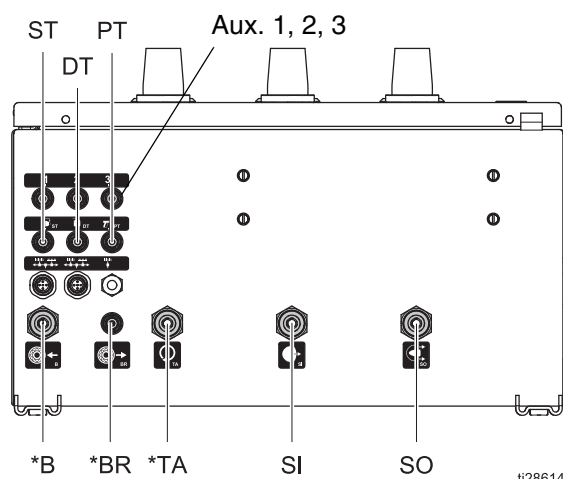 ST PT Aux. 1, 2, 3
DT
1 2 3
ST DT PT
B BR TA SI SO
*B *BR *TA SI SO
ti28614